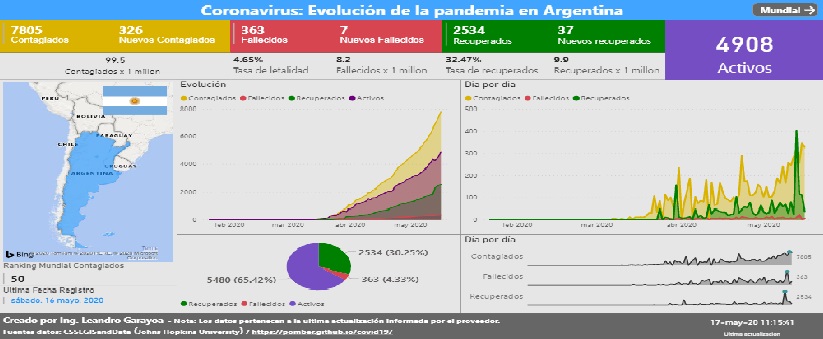 Coronavirus: Evolución de la pandemia en Argentina
Mundial →
7805
Contagiados
326
Nuevos Contagiados
363
Fallecidos
7
Nuevos Fallecidos
2534
Recuperados
37
Nuevos recuperados
4908
Activos
99.5
Contagiados x 1 millon
4.65%
Tasa de letalidad
8.2
Fallecidos x 1 millon
32.47%
Tasa de recuperados
9.9
Recuperados x 1 millon
PERU
BOLIVIA
PARAGUAY
CHILE
URUGUAY
ARGENTINA
Bing
Evolución
Contagiados Fallecidos Recuperados Activos
8000
6000
4000
2000
0
feb 2020 mar 2020 abr 2020 may 2020
Día por día
Contagiados Fallecidos Recuperados
500
400
300
200
100
0
feb 2020 mar 2020 abr 2020 may 2020
2534 (30.25%)
363 (4.33%)
5480 (65.42%)
Recuperados Fallecidos Activos
Día por día
Contagiados 7805
Fallecidos 363
Recuperados 2534
Ranking Mundial Contagiados
50
Ultima Fecha Registro
sábado, 16 mayo, 2020
Creado por Ing. Leandro Garayoa - Nota: Los datos pertenecen a la ultima actualización informada por el proveedor.
Fuentes datos: CSSEGISandData (Johns Hopkins University) / https://pomber.github.io/covid19/
17-may-20 11:15:41
Ultima actualización